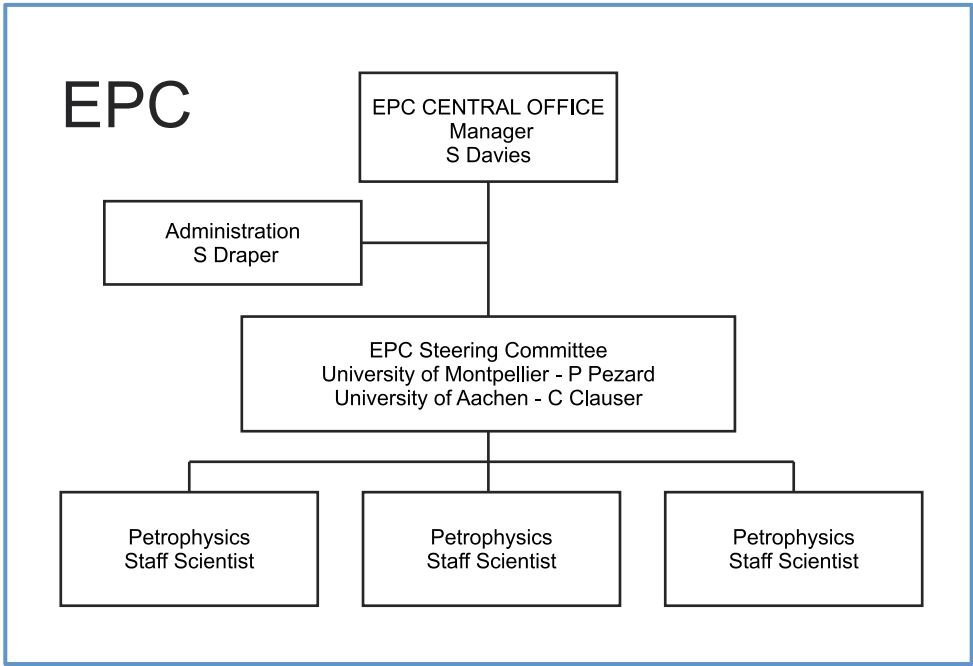 EPC
EPC CENTRAL OFFICE
Manager
S Davies
Administration
S Draper
EPC Steering Committee
University of Montpellier - P Pezard
University of Aachen - C Clauser
Petrophysics
Staff Scientist
Petrophysics
Staff Scientist
Petrophysics
Staff Scientist